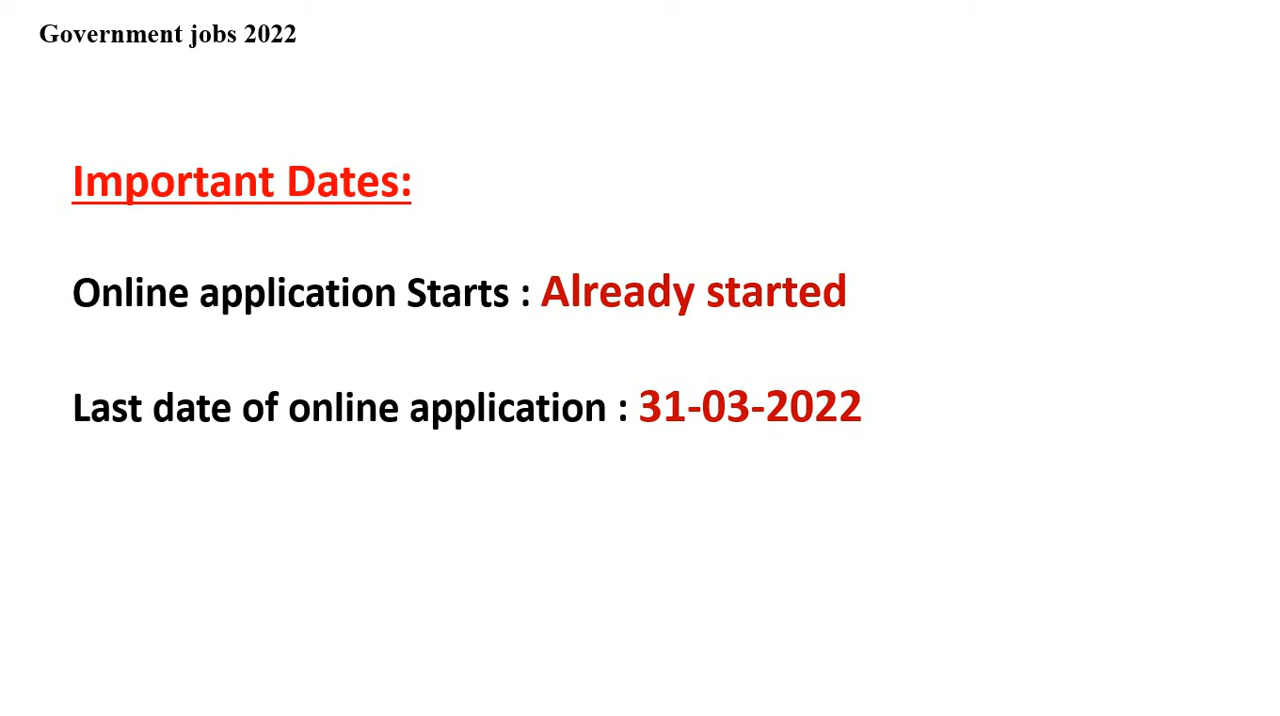 Government jobs 2022
Important Dates:
Online application Starts : Already started
Last date of online application : 31-03-2022